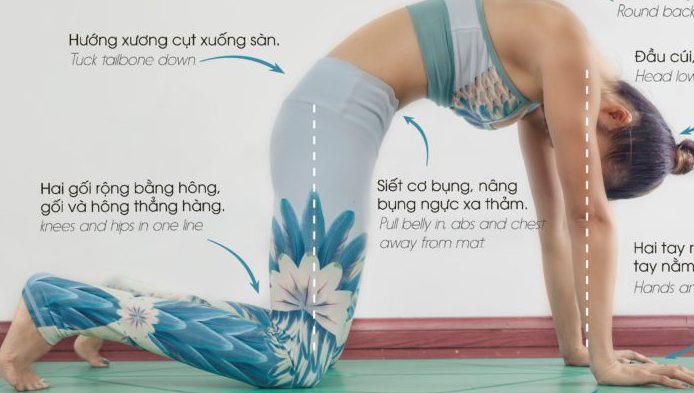 Round back
Hướng xương cụt xuống sàn.
Tuck tailbone down
Đầu cúi,
Head low
Hai gối rộng bằng hông,
gối và hông thẳng hàng.
knees and hips in one line
Siết cơ bụng, nâng
bụng ngực xa thảm.
Pull belly in, abs and chest
away from mat
Hai tay
tay nằm
Hands